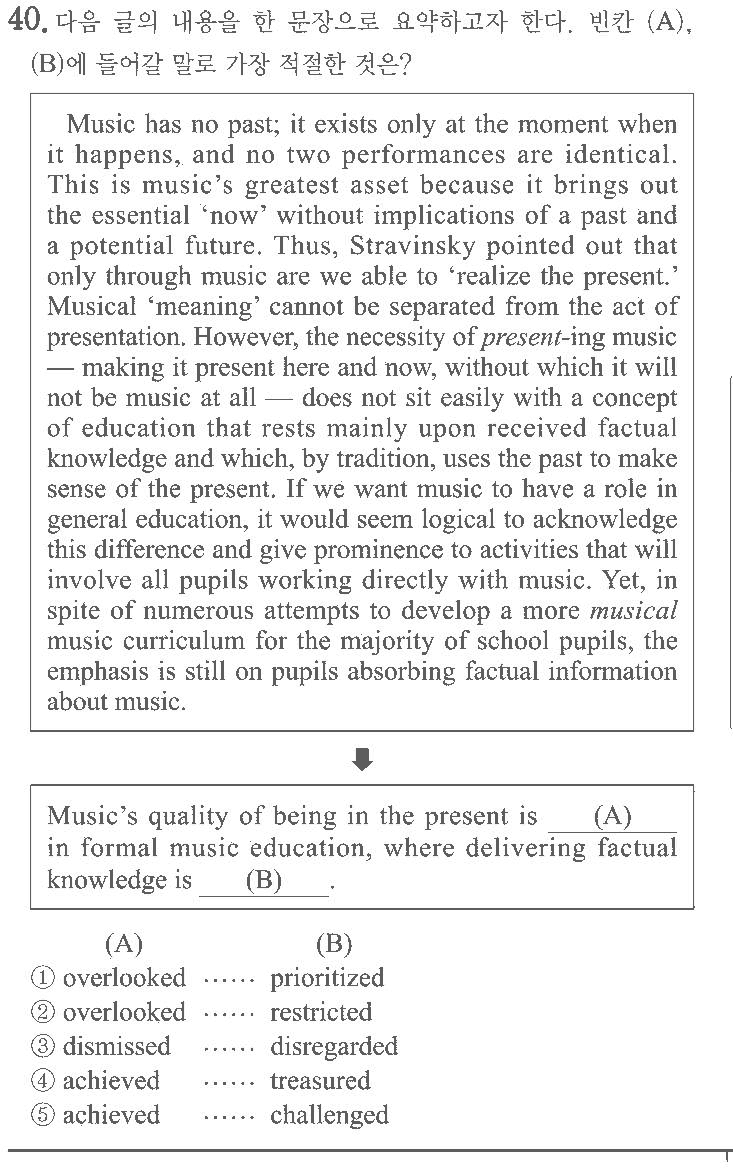 40. 다음 글의 내용을 한 문장으로 요약하고자 한다. 빈칸 (A),
(B)에 들어갈 말로 가장 적절한 것은?
Music has no past; it exists only at the moment when
it happens, and no two performances are identical.
This is music's greatest asset because it brings out
the essential 'now' without implications of a past and
a potential future. Thus, Stravinsky pointed out that
only through music are we able to 'realize the present.'
Musical 'meaning' cannot be separated from the act of
presentation. However, the necessity of present-ing music
— making it present here and now, without which it will
not be music at all — does not sit easily with a concept
of education that rests mainly upon received factual
knowledge and which, by tradition, uses the past to make
sense of the present. If we want music to have a role in
general education, it would seem logical to acknowledge
this difference and give prominence to activities that will
involve all pupils working directly with music. Yet, in
spite of numerous attempts to develop a more musical
music curriculum for the majority of school pupils, the
emphasis is still on pupils absorbing factual information
about music.
Music's quality of being in the present is (A)
in formal music education, where delivering factual
knowledge is (B) .
(A) (B)
① overlooked ······ prioritized
② overlooked ······ restricted
③ dismissed ······ disregarded
④ achieved ······ treasured
⑤ achieved ······ challenged